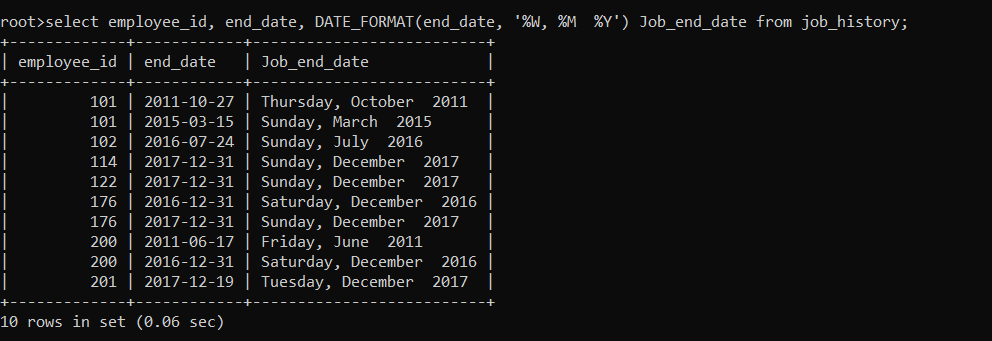 root>select employee_id, end_date, DATE_FORMAT(end_date, '%W, %M  %Y') Job_end_date from job_history;
+-------------+------------+--------------------------+
| employee_id | end_date   | Job_end_date             |
+-------------+------------+--------------------------+
|         101 | 2011-10-27 | Thursday, October  2011  |
|         101 | 2015-03-15 | Sunday, March  2015      |
|         102 | 2016-07-24 | Sunday, July  2016       |
|         114 | 2017-12-31 | Sunday, December  2017   |
|         122 | 2017-12-31 | Sunday, December  2017   |
|         176 | 2016-12-31 | Saturday, December  2016 |
|         176 | 2017-12-31 | Sunday, December  2017   |
|         200 | 2011-06-17 | Friday, June  2011       |
|         200 | 2016-12-31 | Saturday, December  2016 |
|         201 | 2017-12-19 | Tuesday, December  2017  |
+-------------+------------+--------------------------+
10 rows in set (0.06 sec)